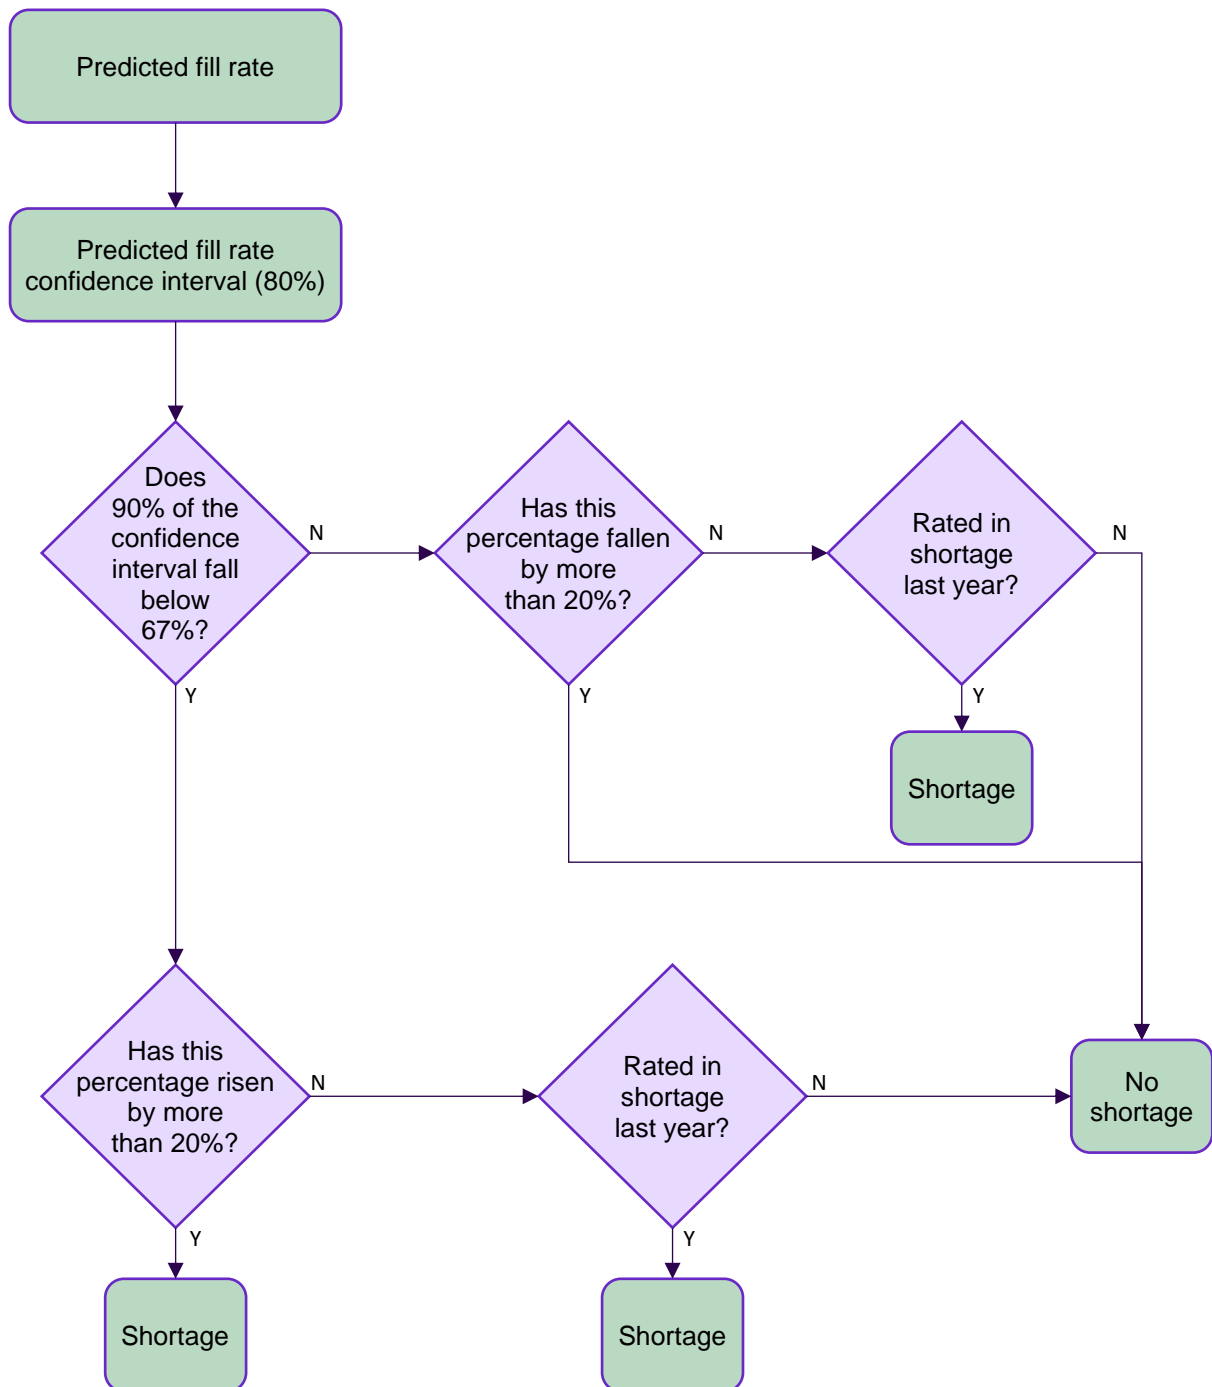 Predicted fill rate
Predicted fill rate
confidence interval (80%)
Does
90% of the
confidence
interval fall
below
67%?
N
Y
Has this
percentage fallen
by more
than 20%?
N
Y
Rated in
shortage
last year?
N
Y
Shortage
Has this
percentage risen
by more
than 20%?
N
Y
Rated in
shortage
last year?
N
Y
No
shortage
Shortage
Shortage